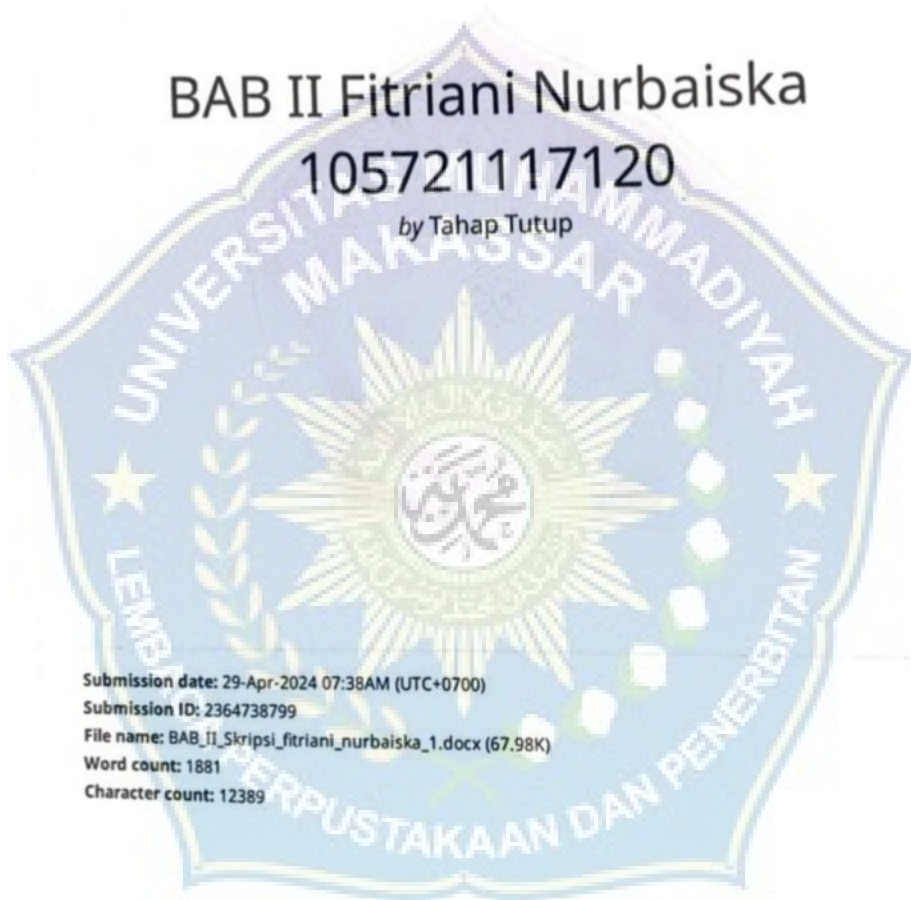 BAB II Fitriani Nurbaiska
105721117120
by Tahap Tutup
UNIVERSITAS MUHAMMADIYAH
MAKASSAR
LEMBAGA PERPUSTAKAAN DAN PENERBITAN
Submission date: 29-Apr-2024 07:38AM (UTC+0700)
Submission ID: 2364738799
File name: BAB_II_Skripsi_fitriani_nurbaiska_1.docx (67.98K)
Word count: 1881
Character count: 12389